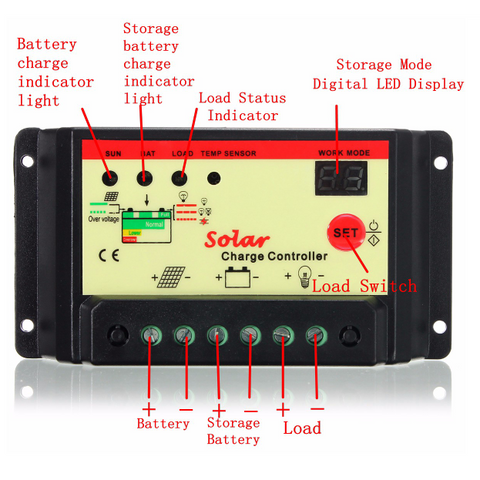 Battery
charge
indicator
light
Storage
battery
charge
indicator
light
Load Status
Indicator
Storage Mode
Digital LED Display
SUN BAT LOAD TEMP SENSOR
WORK MODE
Over voltage
Normal
Lower
SET
Solar
Charge Controller
CE
+ - + - + -
Load Switch
+ - + - + -
Battery
Storage
Battery
Load